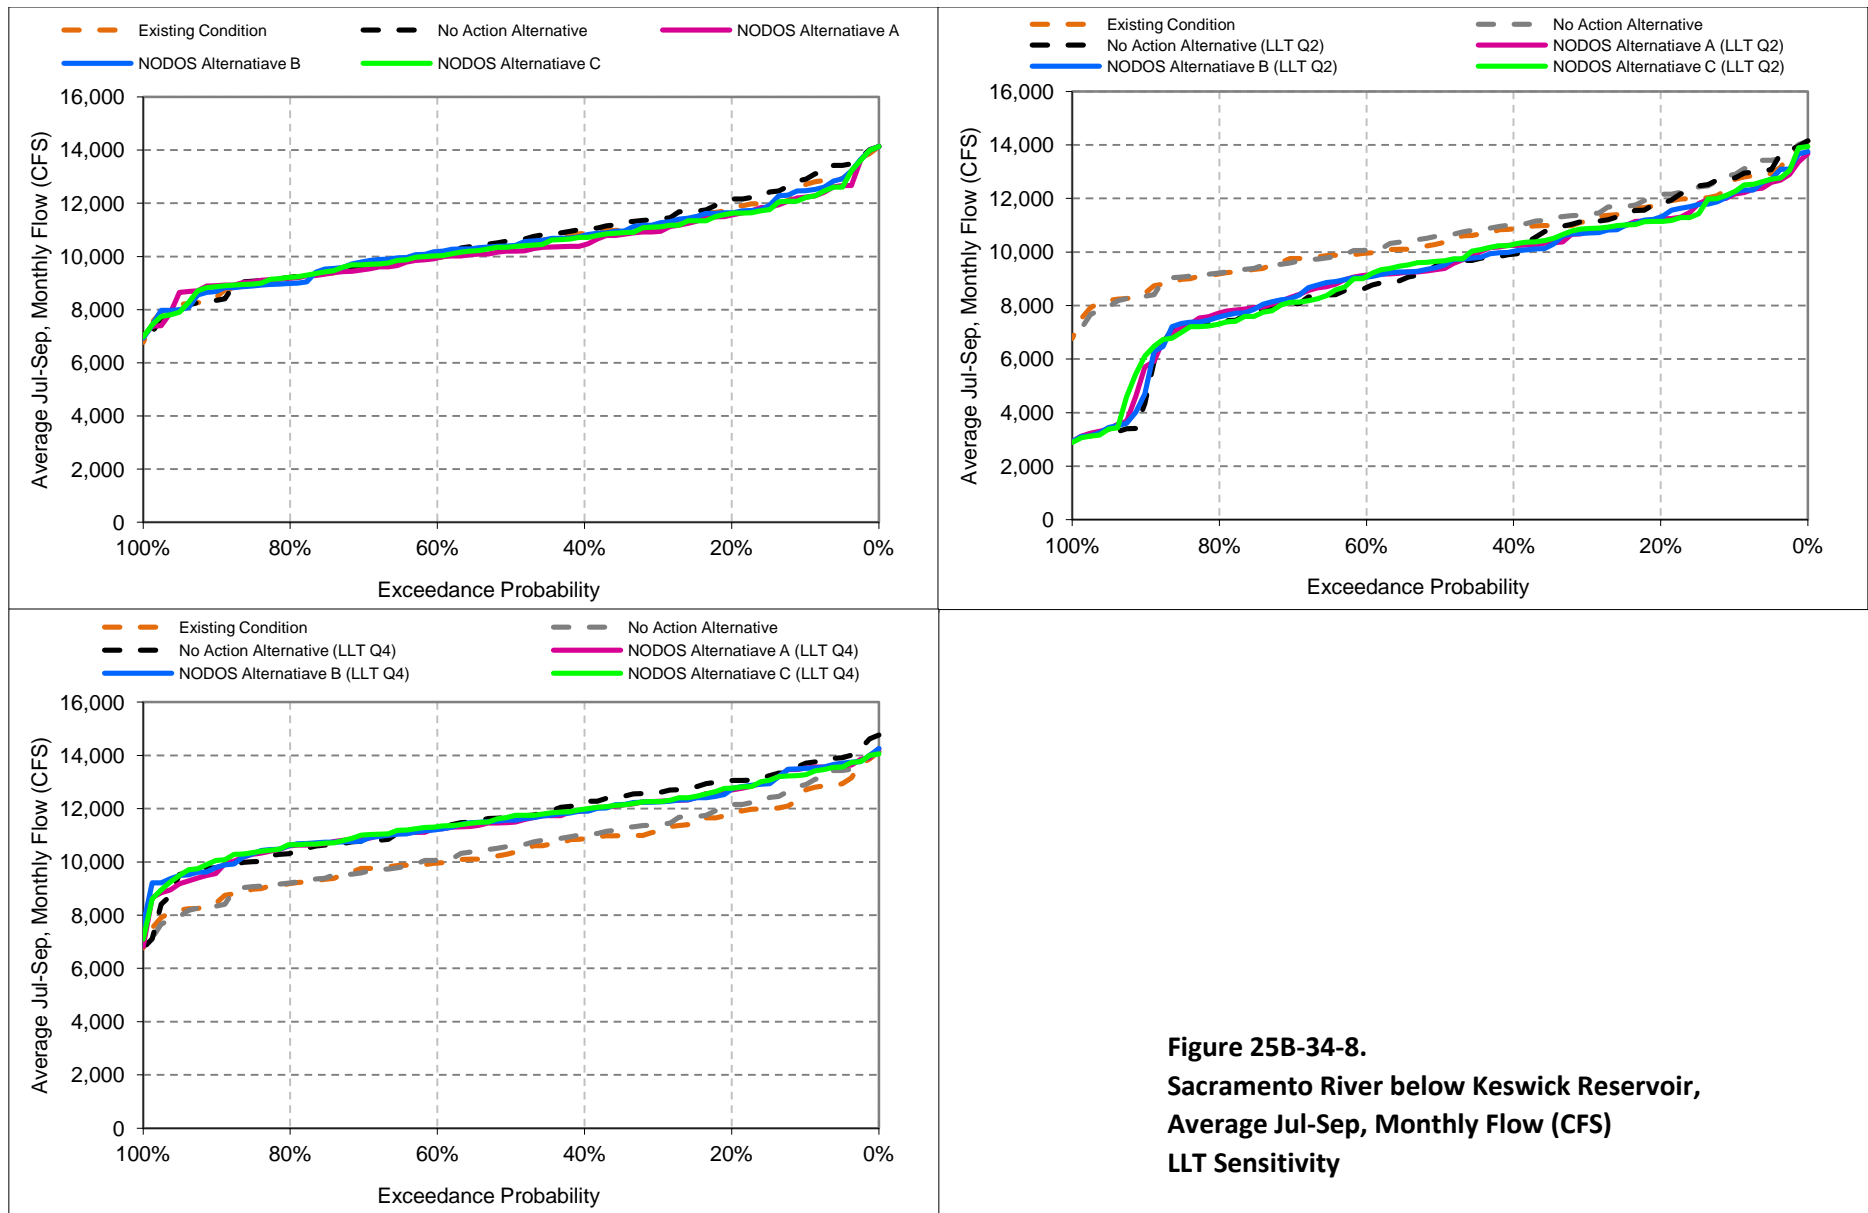 Existing Condition
No Action Alternative
NODOS Alternatiave A
NODOS Alternatiave B
NODOS Alternatiave C
16,000
14,000
12,000
10,000
8,000
6,000
4,000
2,000
0
Average Jul-Sep, Monthly Flow (CFS)
100% 80% 60% 40% 20% 0%
Exceedance Probability
Existing Condition
No Action Alternative
No Action Alternative (LLT Q2)
NODOS Alternatiave A (LLT Q2)
NODOS Alternatiave B (LLT Q2)
NODOS Alternatiave C (LLT Q2)
16,000
14,000
12,000
10,000
8,000
6,000
4,000
2,000
0
Average Jul-Sep, Monthly Flow (CFS)
100% 80% 60% 40% 20% 0%
Exceedance Probability
Existing Condition
No Action Alternative
No Action Alternative (LLT Q4)
NODOS Alternatiave A (LLT Q4)
NODOS Alternatiave B (LLT Q4)
NODOS Alternatiave C (LLT Q4)
16,000
14,000
12,000
10,000
8,000
6,000
4,000
2,000
0
Average Jul-Sep, Monthly Flow (CFS)
100% 80% 60% 40% 20% 0%
Exceedance Probability
Figure 25B-34-8.
Sacramento River below Keswick Reservoir,
Average Jul-Sep, Monthly Flow (CFS)
LLT Sensitivity